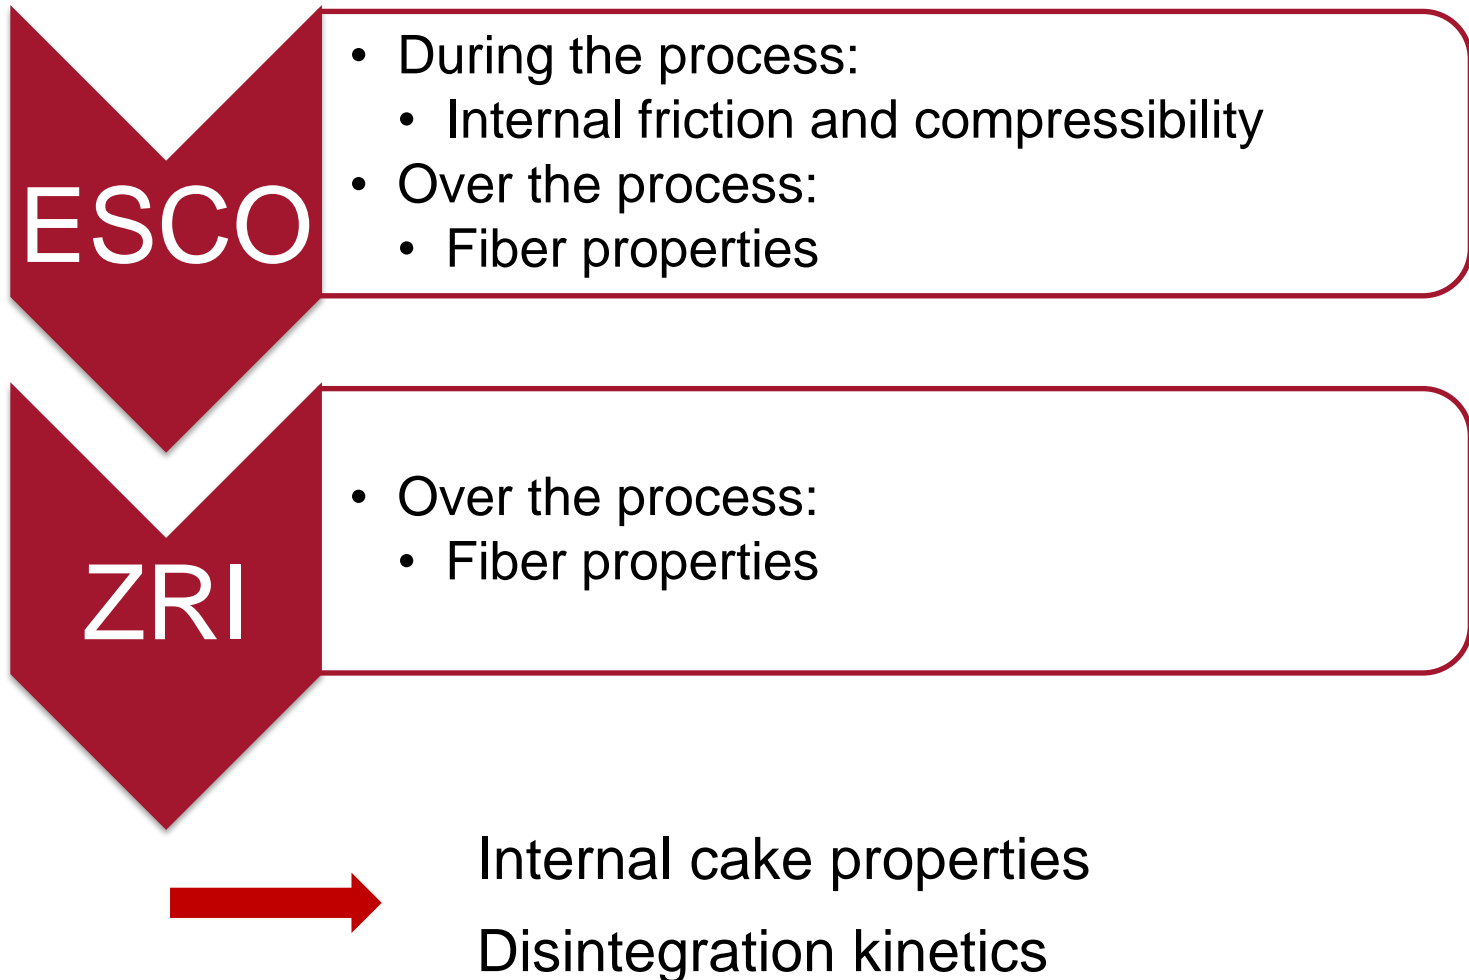 ESCO
• During the process:
• Internal friction and compressibility
• Over the process:
• Fiber properties
ZRI
• Over the process:
• Fiber properties
Internal cake properties
Disintegration kinetics